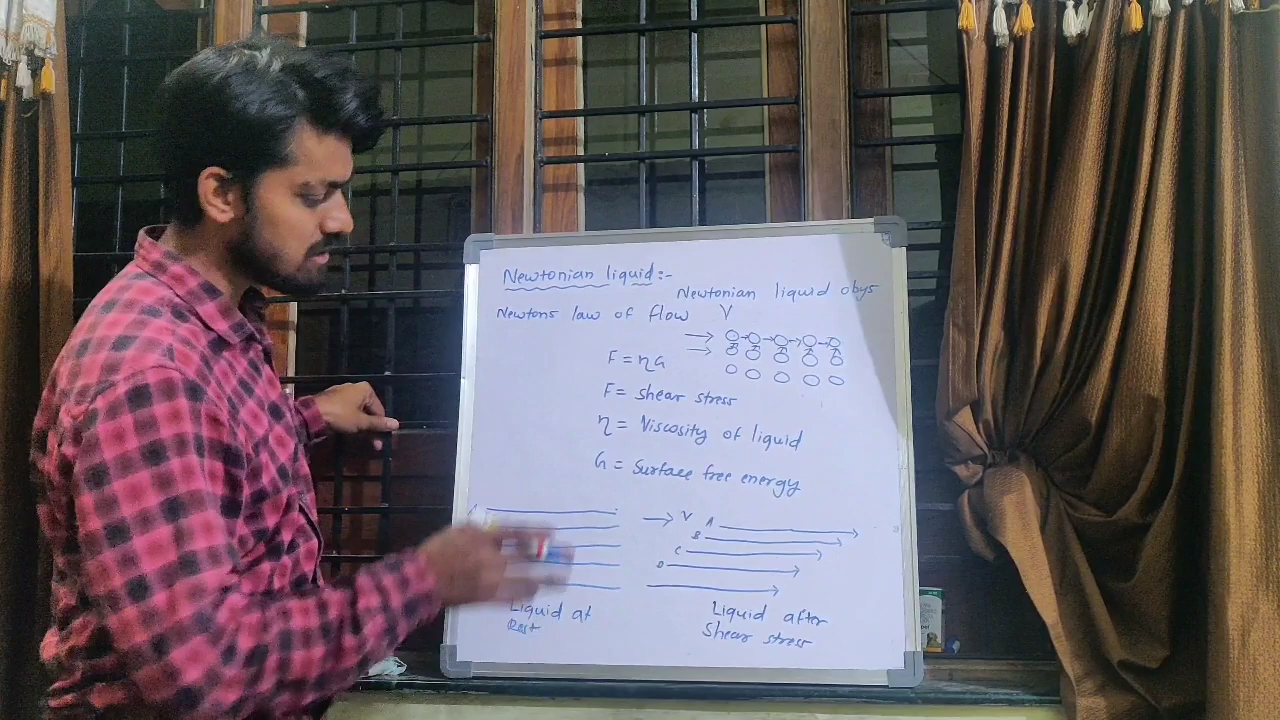 Newtonian liquid:-
Newtonian liquid obys
Newtons law of flow
V
F = ηG
F = shear stress
η = Viscosity of liquid
G = Surface free energy
V
A
B
C
D
Liquid at
Rest
Liquid after
Shear stress